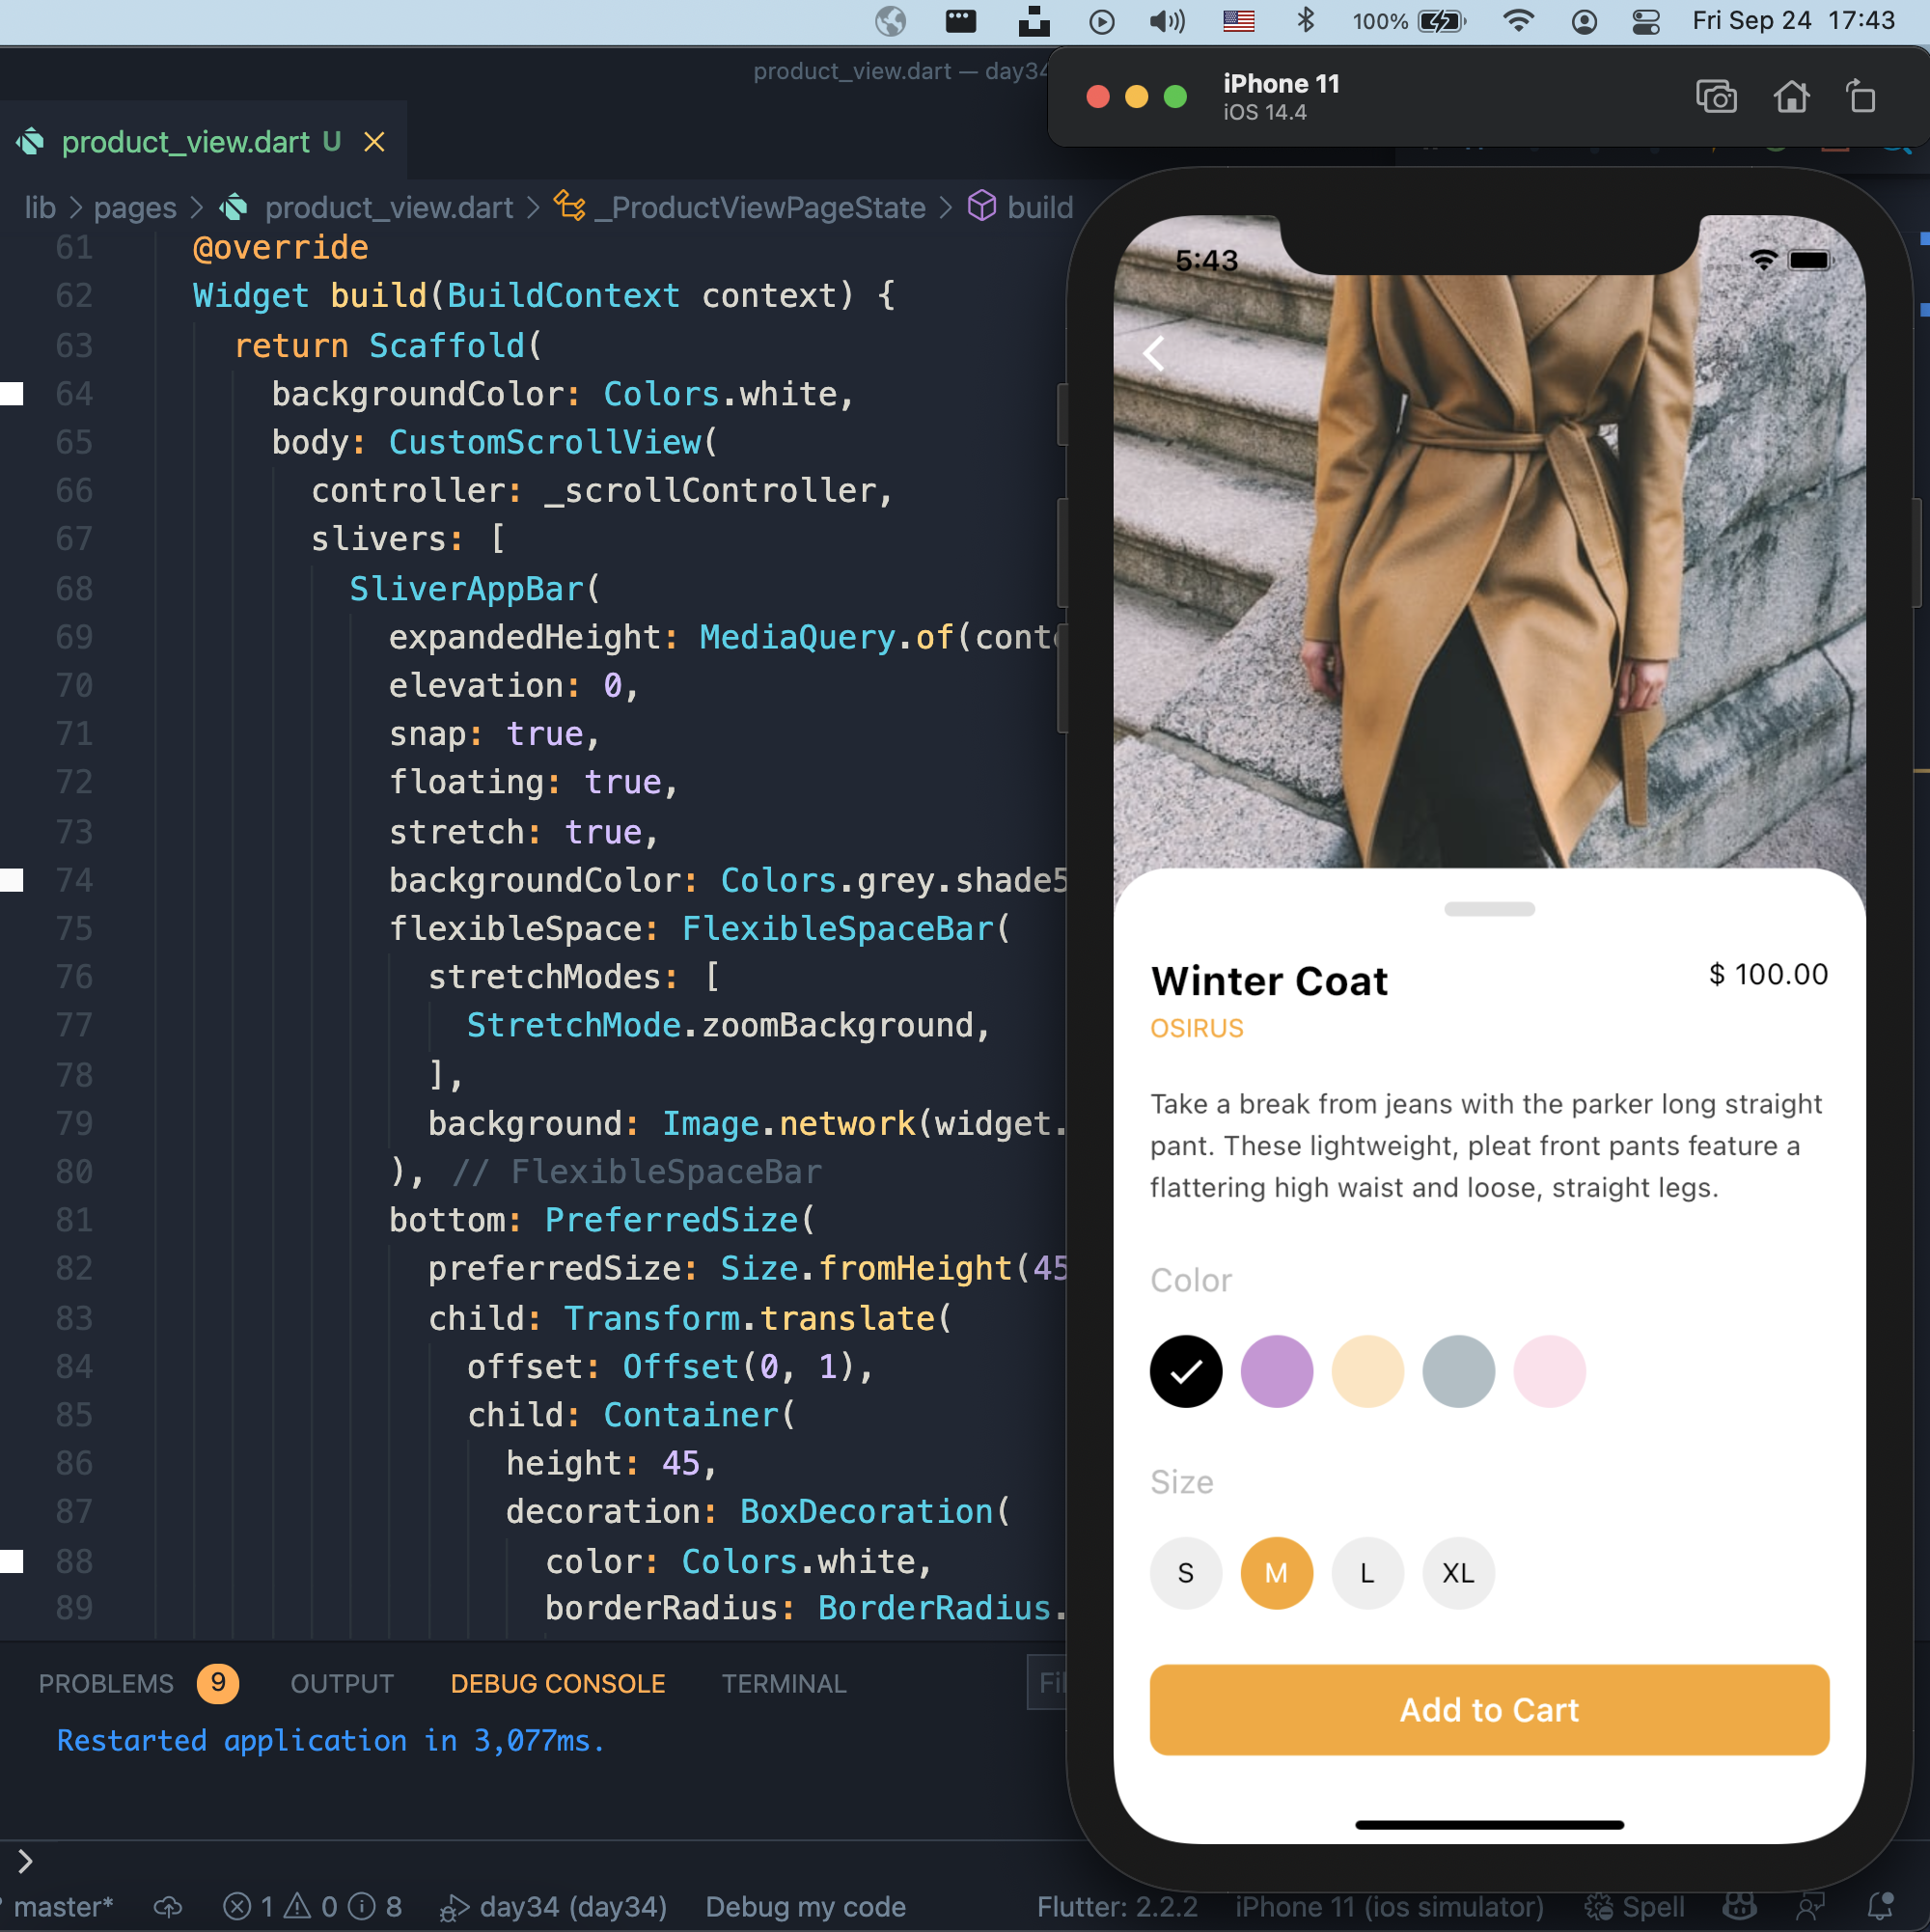 100%
Fri Sep 24 17:43
product_view.dart — day34
iPhone 11
iOS 14.4
product_view.dart U
lib > pages > product_view.dart > _ProductViewPageState > build
61 @override
62 Widget build(BuildContext context) {
63 return Scaffold(
64 backgroundColor: Colors.white,
65 body: CustomScrollView(
66 controller: _scrollController,
67 slivers: [
68 SliverAppBar(
69 expandedHeight: MediaQuery.of(conte
70 elevation: 0,
71 snap: true,
72 floating: true,
73 stretch: true,
74 backgroundColor: Colors.grey.shade5
75 flexibleSpace: FlexibleSpaceBar(
76 stretchModes: [
77 StretchMode.zoomBackground,
78 ],
79 background: Image.network(widget.
80 ), // FlexibleSpaceBar
81 bottom: PreferredSize(
82 preferredSize: Size.fromHeight(45
83 child: Transform.translate(
84 offset: Offset(0, 1),
85 child: Container(
86 height: 45,
87 decoration: BoxDecoration(
88 color: Colors.white,
89 borderRadius: BorderRadius.
PROBLEMS 9 OUTPUT DEBUG CONSOLE TERMINAL Fil
Restarted application in 3,077ms.
5:43
Winter Coat
$ 100.00
OSIRUS
Take a break from jeans with the parker long straight
pant. These lightweight, pleat front pants feature a
flattering high waist and loose, straight legs.
Color
Size
S M L XL
Add to Cart
master* 1 0 8 day34 (day34) Debug my code Flutter: 2.2.2 iPhone 11 (ios simulator) Spell